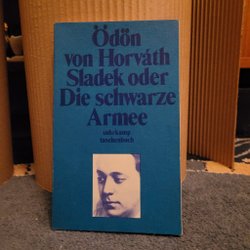 Ödön
von Horváth
Sladek oder
Die schwarze
Armee
suhrkamp
taschenbuch